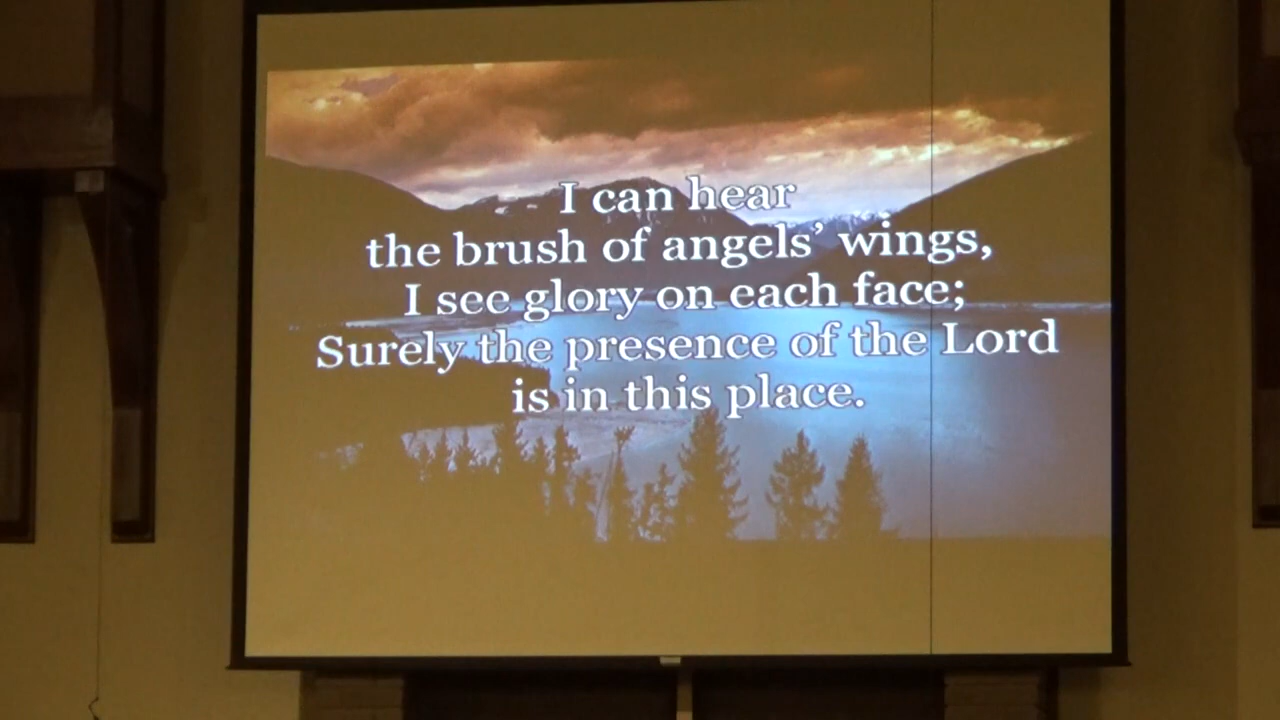 I can hear
the brush of angels’ wings,
I see glory on each face;
Surely the presence of the Lord
is in this place.